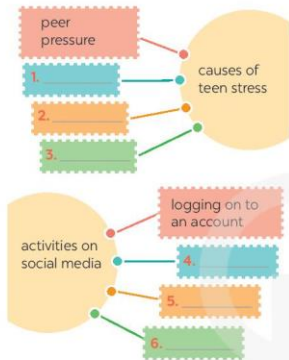 peer
pressure
causes of
teen stress
1.
2.
3.
logging on to
an account
activities on
social media
4.
5.
6.